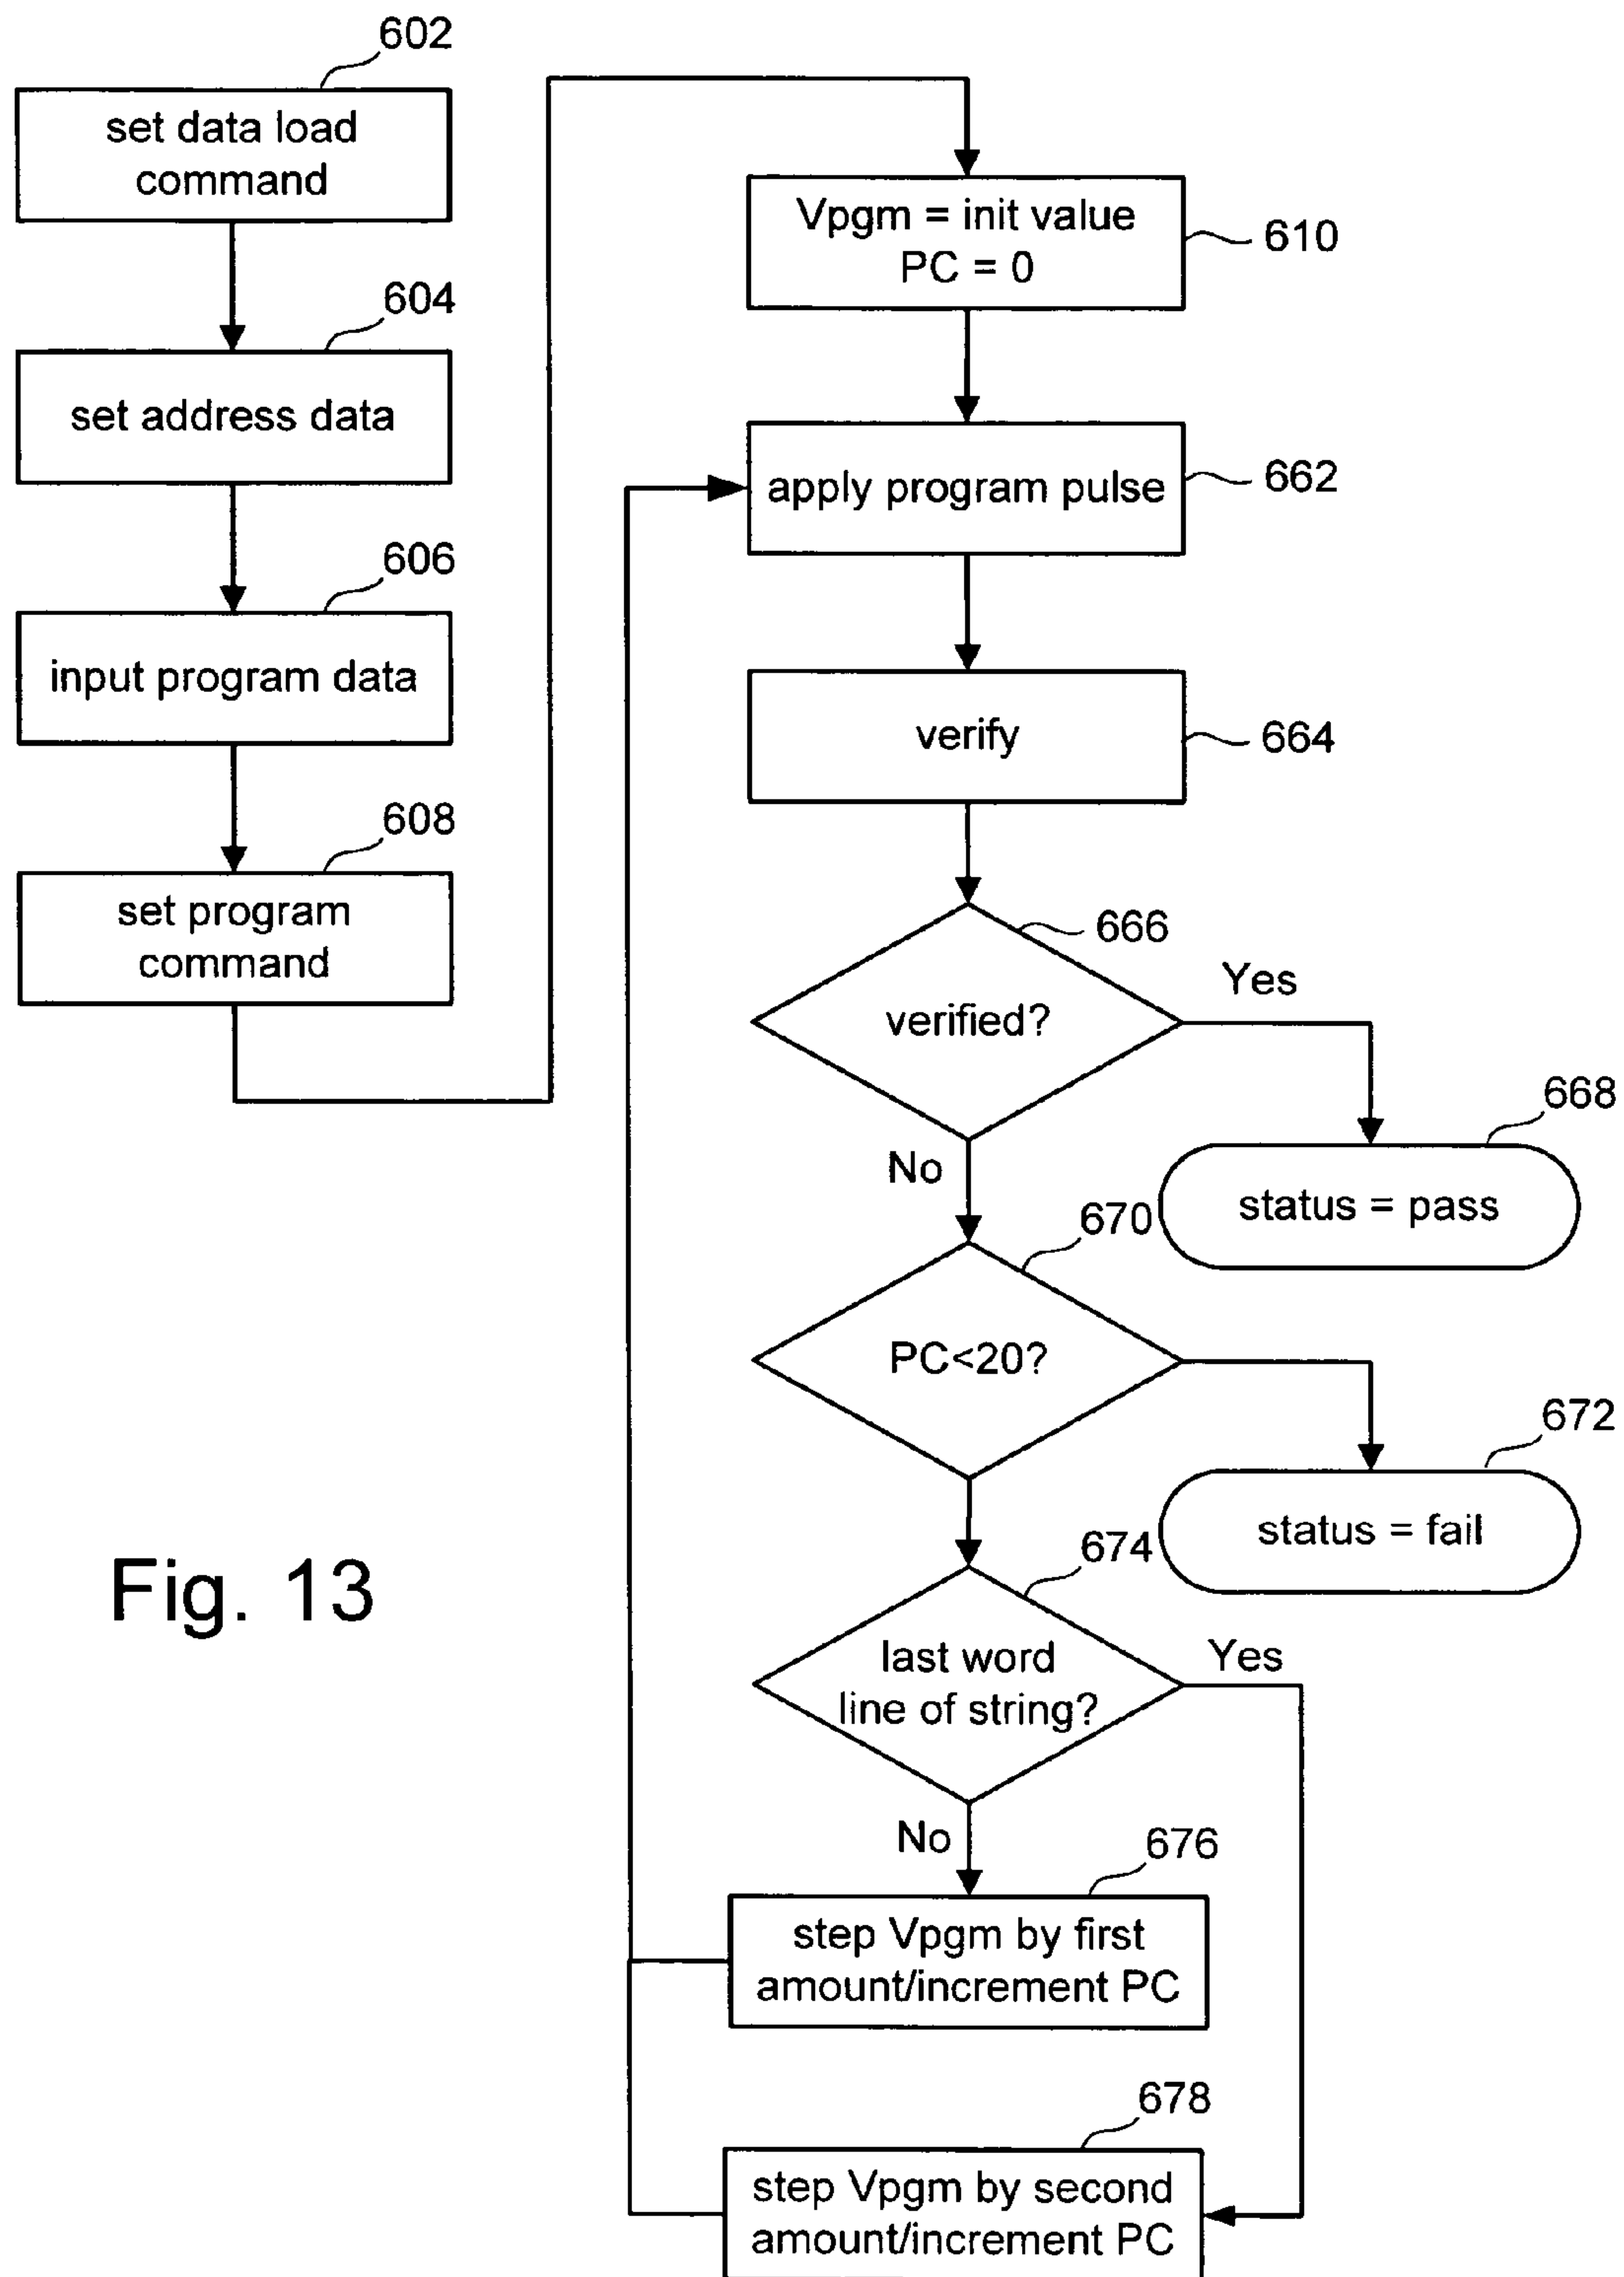 602
set data load
command
604
set address data
606
input program data
608
set program
command
Vpgm = init value
PC = 0
610
apply program pulse
662
verify
664
666
verified?
Yes
668
status = pass
No
670
PC<20?
672
status = fail
674
last word
line of string?
Yes
No
676
step Vpgm by first
amount/increment PC
678
step Vpgm by second
amount/increment PC
Fig. 13